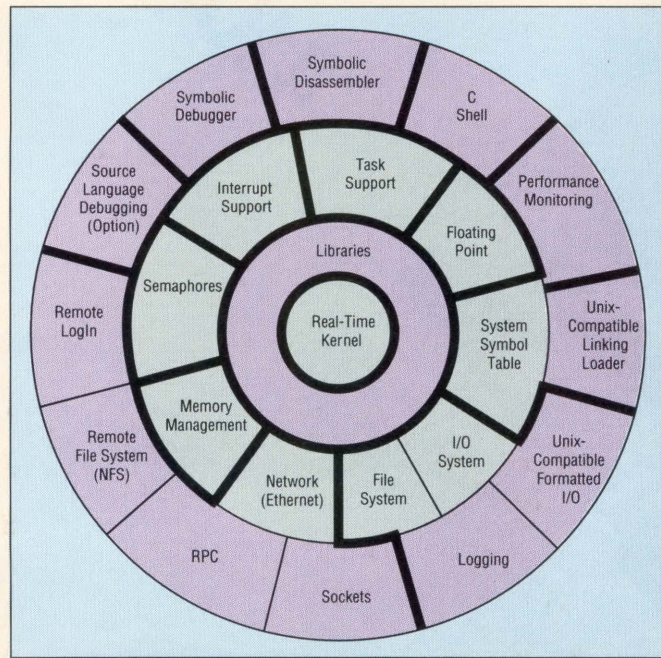 Symbolic
Disassembler
C
Shell
Performance
Monitoring
Unix-
Compatible
Linking
Loader
Unix-
Compatible
Formatted
I/O
Logging
Sockets
RPC
Remote
File System
(NFS)
Remote
LogIn
Source
Language
Debugging
(Option)
Symbolic
Debugger
Task
Support
Floating
Point
System
Symbol
Table
I/O
System
File
System
Network
(Ethernet)
Memory
Management
Semaphores
Interrupt
Support
Libraries
Real-Time
Kernel